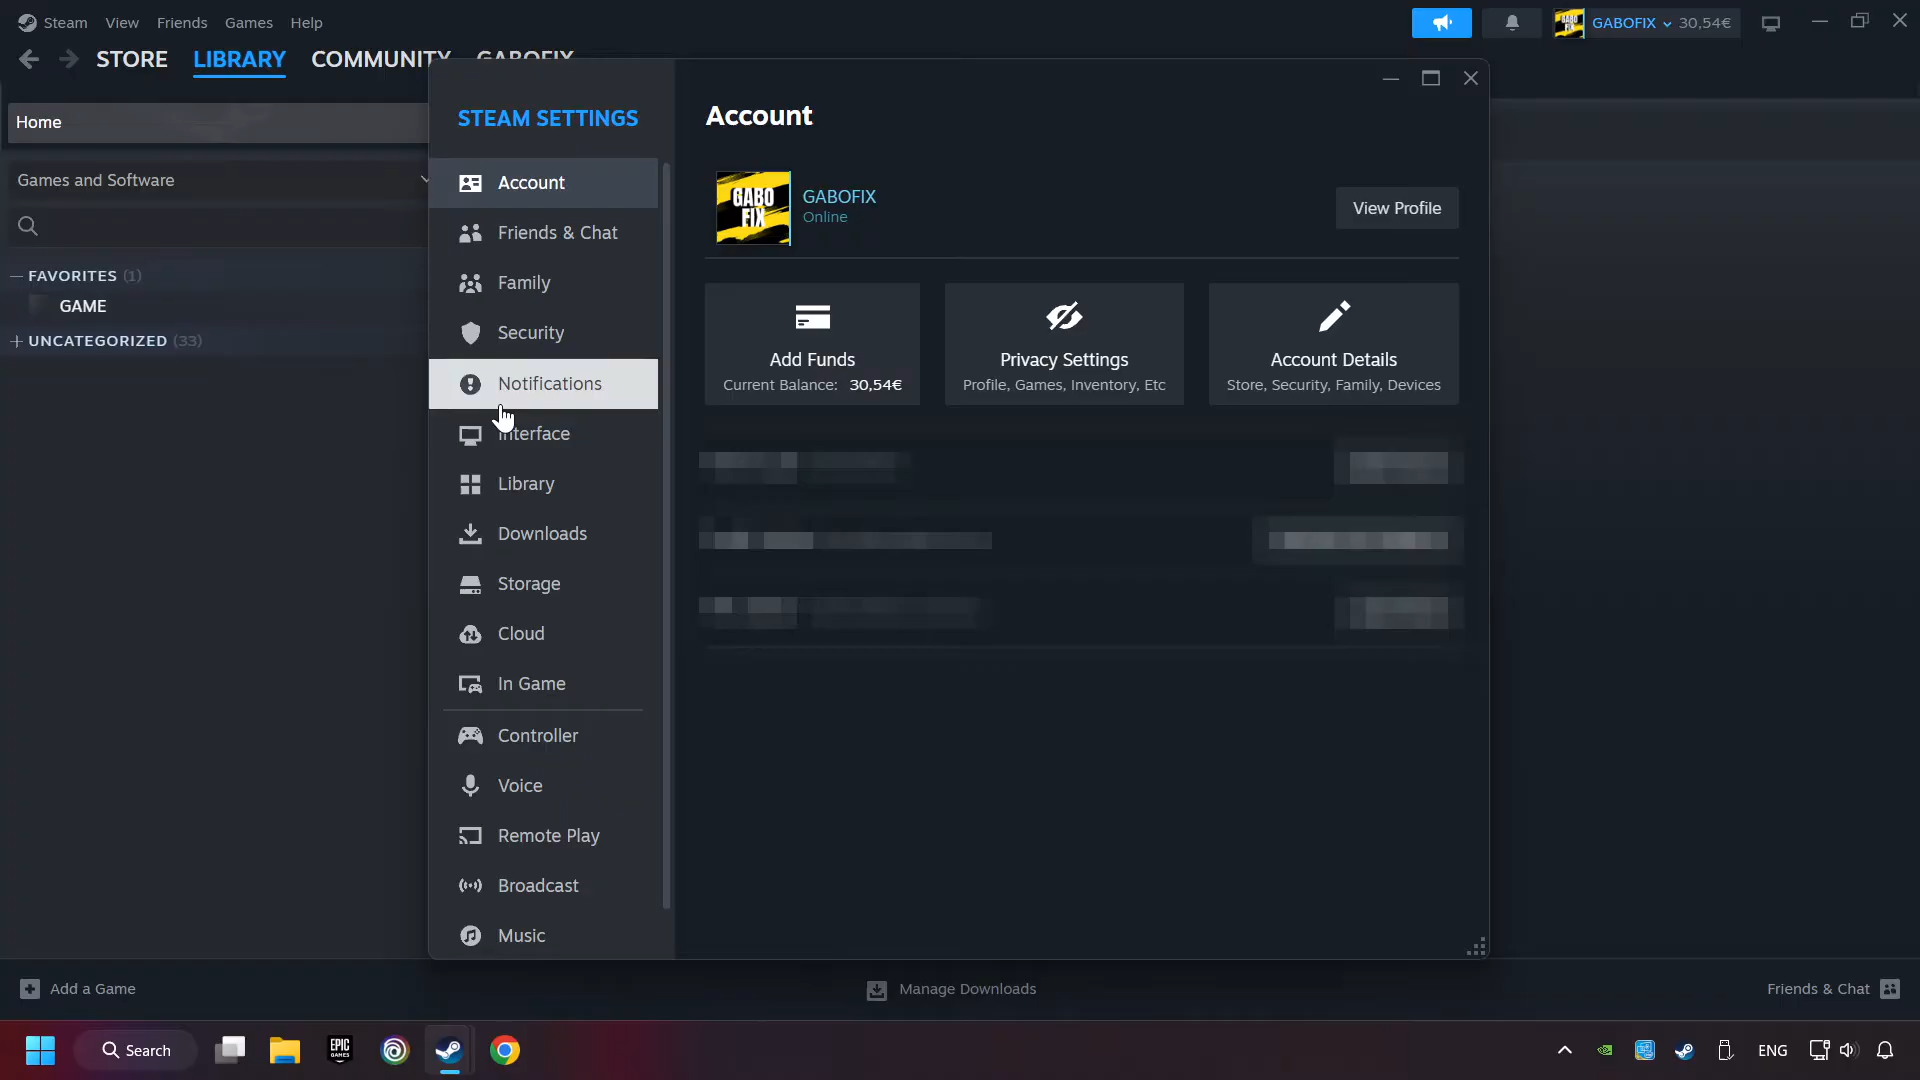 Steam View Friends Games Help
GABOFIX 30,54€
STORE LIBRARY COMMUNITY GABOFIX
Home
Games and Software
FAVORITES (1)
GAME
UNCATEGORIZED (33)
STEAM SETTINGS
Account
Friends & Chat
Family
Security
Notifications
Interface
Library
Downloads
Storage
Cloud
In Game
Controller
Voice
Remote Play
Broadcast
Music
Account
GABO
FIX
GABOFIX
Online
View Profile
Add Funds
Current Balance: 30,54€
Privacy Settings
Profile, Games, Inventory, Etc
Account Details
Store, Security, Family, Devices
Add a Game
Manage Downloads
Friends & Chat
Search
EPIC
GAMES
ENG